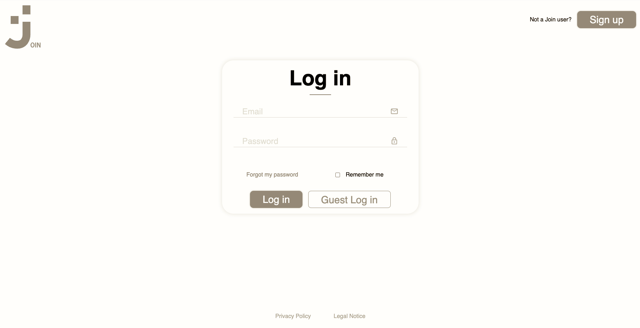 JOIN
Not a Join user?
Sign up
Log in
Email
Password
Forgot my password
Remember me
Log in
Guest Log in
Privacy Policy
Legal Notice